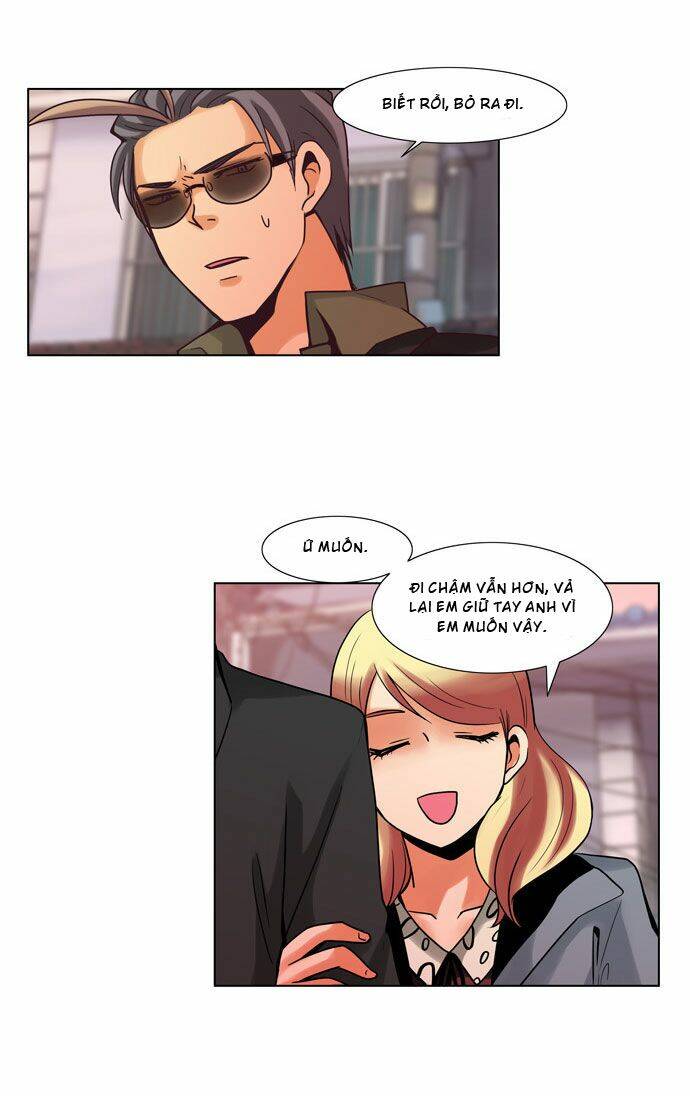 BIẾT RỒI, BỎ RA ĐI.
Ứ MUỐN.
ĐI CHẬM VẪN HƠN, VẢ
LẠI EM GIỮ TAY ANH VÌ
EM MUỐN VẬY.